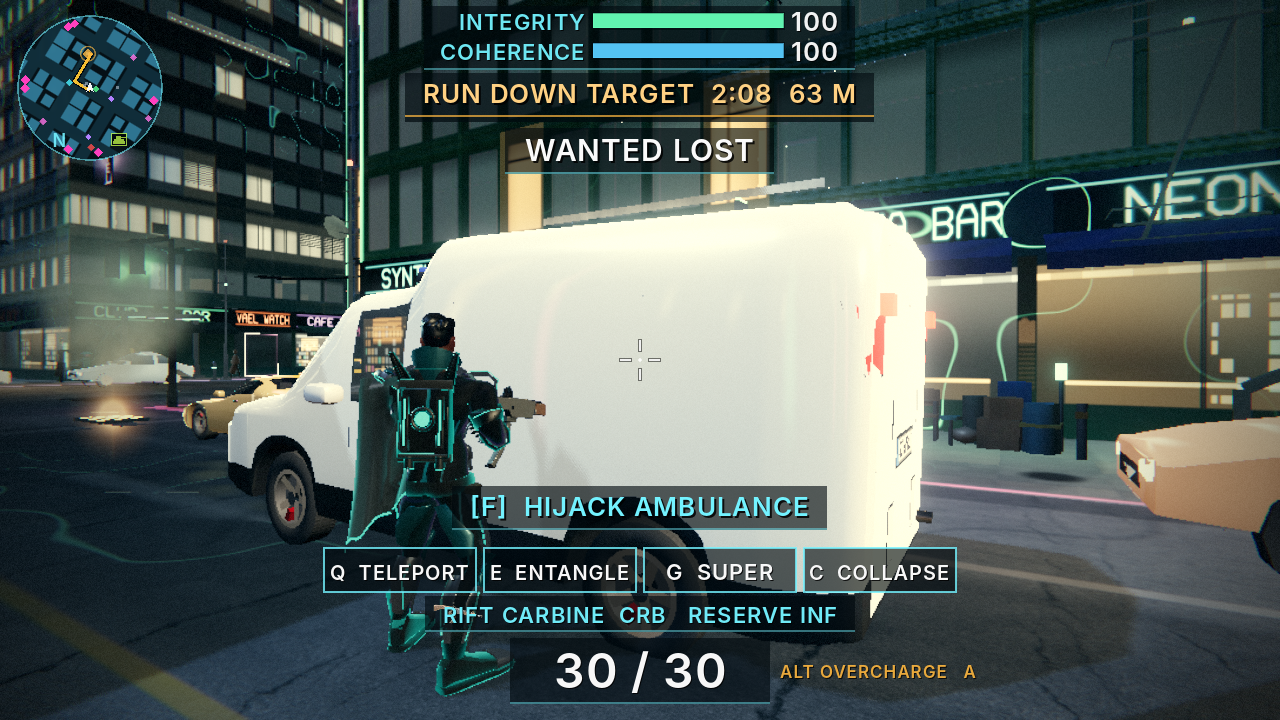 INTEGRITY 100
COHERENCE 100
RUN DOWN TARGET 2:08 63 M
WANTED LOST
N
BAR
NEON
SYNT
VAEL WATCH
CAFE
[F] HIJACK AMBULANCE
Q TELEPORT
E ENTANGLE
G SUPER
C COLLAPSE
RIFT CARBINE CRB RESERVE INF
30 / 30
ALT OVERCHARGE A